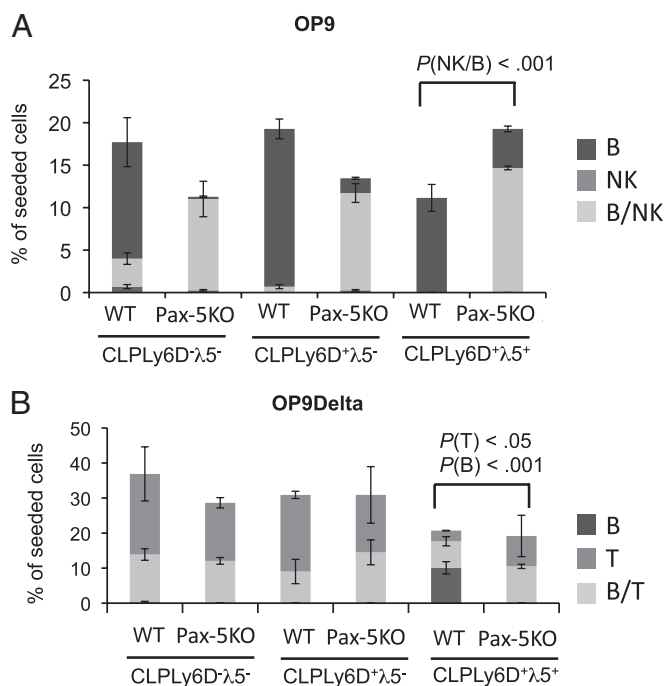 A
OP9
P(NK/B) < .001
25
20
15
10
5
0
% of seeded cells
B
NK
B/NK
WT Pax-5KO WT Pax-5KO WT Pax-5KO
CLPLy6D⁻λ5⁻ CLPLy6D⁺λ5⁻ CLPLy6D⁺λ5⁺
B
OP9Delta
P(T) < .05
P(B) < .001
50
40
30
20
10
0
% of seeded cells
B
T
B/T
WT Pax-5KO WT Pax-5KO WT Pax-5KO
CLPLy6D⁻λ5⁻ CLPLy6D⁺λ5⁻ CLPLy6D⁺λ5⁺